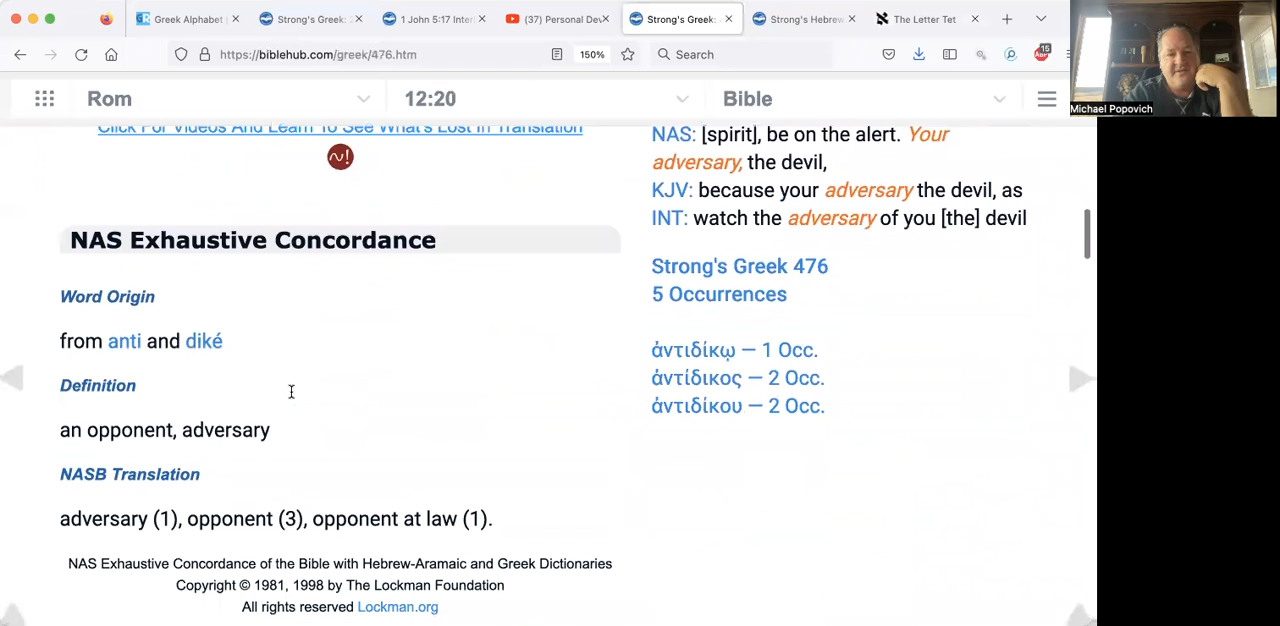 Greek Alphabet |
Strong's Greek:
1 John 5:17 Inter
(37) Personal Dev
Strong's Greek:
Strong's Hebrew
The Letter Tet
https://biblehub.com/greek/476.htm
150%
Search
15
Michael Popovich
Rom
12:20
Bible
Click For Videos And Learn To See What's Lost In Translation
NAS Exhaustive Concordance
Word Origin
from anti and diké
Definition
an opponent, adversary
NASB Translation
adversary (1), opponent (3), opponent at law (1).
NAS Exhaustive Concordance of the Bible with Hebrew-Aramaic and Greek Dictionaries
Copyright © 1981, 1998 by The Lockman Foundation
All rights reserved Lockman.org
NAS: [spirit], be on the alert. Your
adversary, the devil,
KJV: because your adversary the devil, as
INT: watch the adversary of you [the] devil
Strong's Greek 476
5 Occurrences
ἀντιδίκῳ — 1 Occ.
ἀντίδικος — 2 Occ.
ἀντιδίκου — 2 Occ.